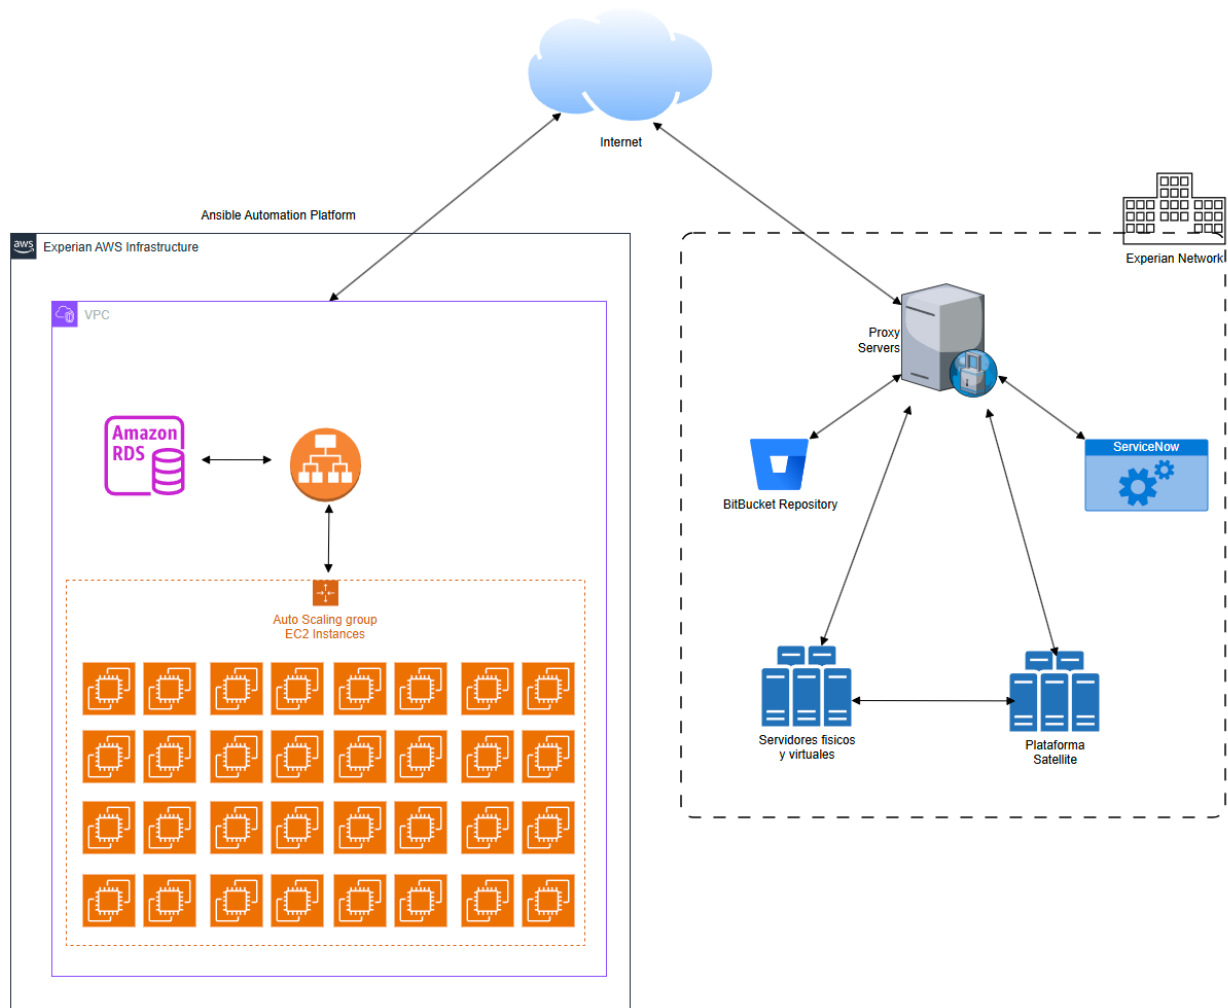 Internet
Ansible Automation Platform
aws
Experian AWS Infrastructure
Experian Network
VPC
Proxy
Servers
Amazon
RDS
ServiceNow
BitBucket Repository
Auto Scaling group
EC2 Instances
Servidores fisicos
y virtuales
Plataforma
Satellite